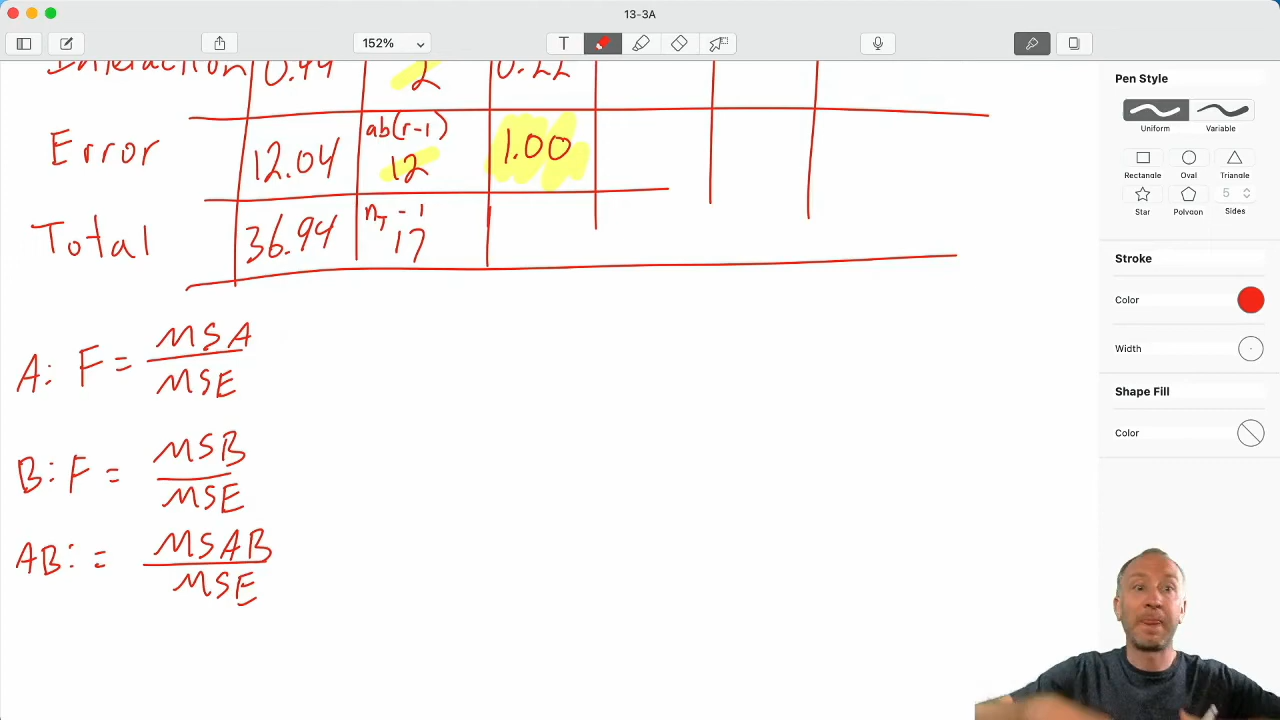 13-3A
152%
T
Interaction 0.44 2 0.22
Error 12.04 ab(r-1) 12 1.00
Total 36.94 nT - 1 17
A: F = MSA / MSE
B: F = MSB / MSE
AB: = MSAB / MSE
Pen Style
Uniform Variable
Rectangle Oval Triangle
Star Polygon 5 Sides
Stroke
Color
Width
Shape Fill
Color